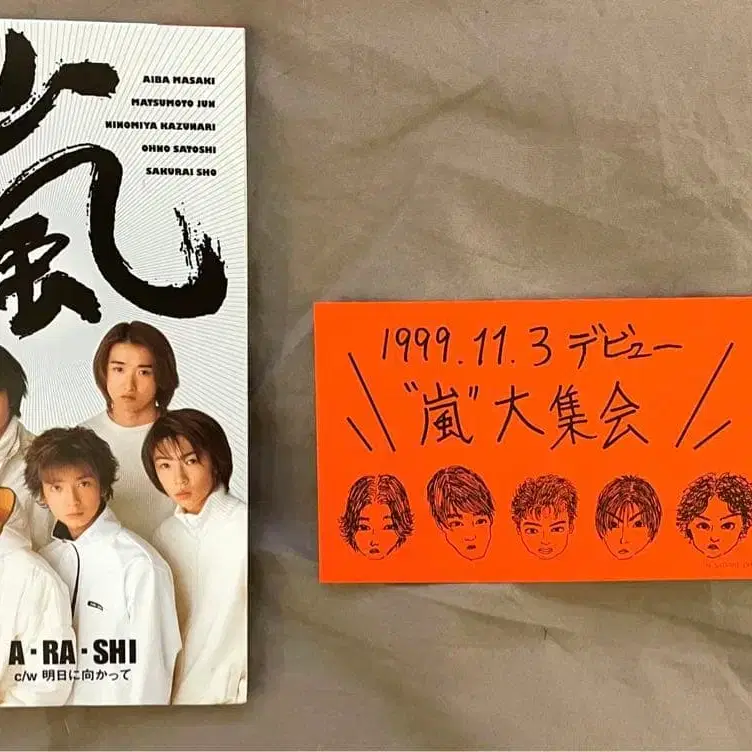 嵐
AIBA MASAKI
MATSUMOTO JUN
NINOMIYA KAZUNARI
OHNO SATOSHI
SAKURAI SHO
A・RA・SHI
c/w 明日に向かって
1999.11.3 デビュー
"嵐"大集会